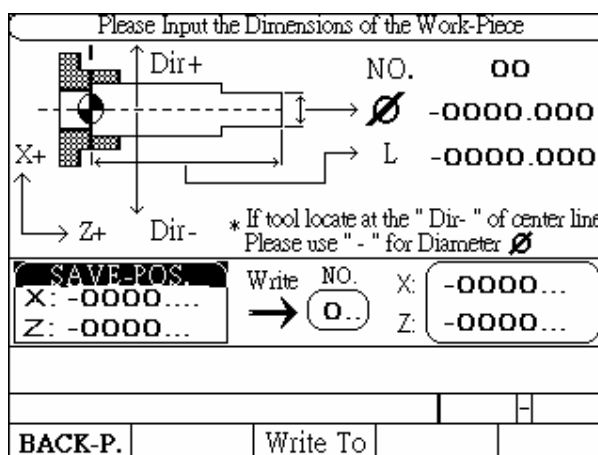 Please Input the Dimensions of the Work-Piece
Dir+
NO. 00
Ø -0000.000
X+
L -0000.000
Z+ Dir-
* If tool locate at the " Dir- " of center line
Please use " - " for Diameter Ø
SAVE-POS.
X: -0000....
Z: -0000...
Write NO.
0..
X: -0000...
Z: -0000...
-
BACK-P. Write To